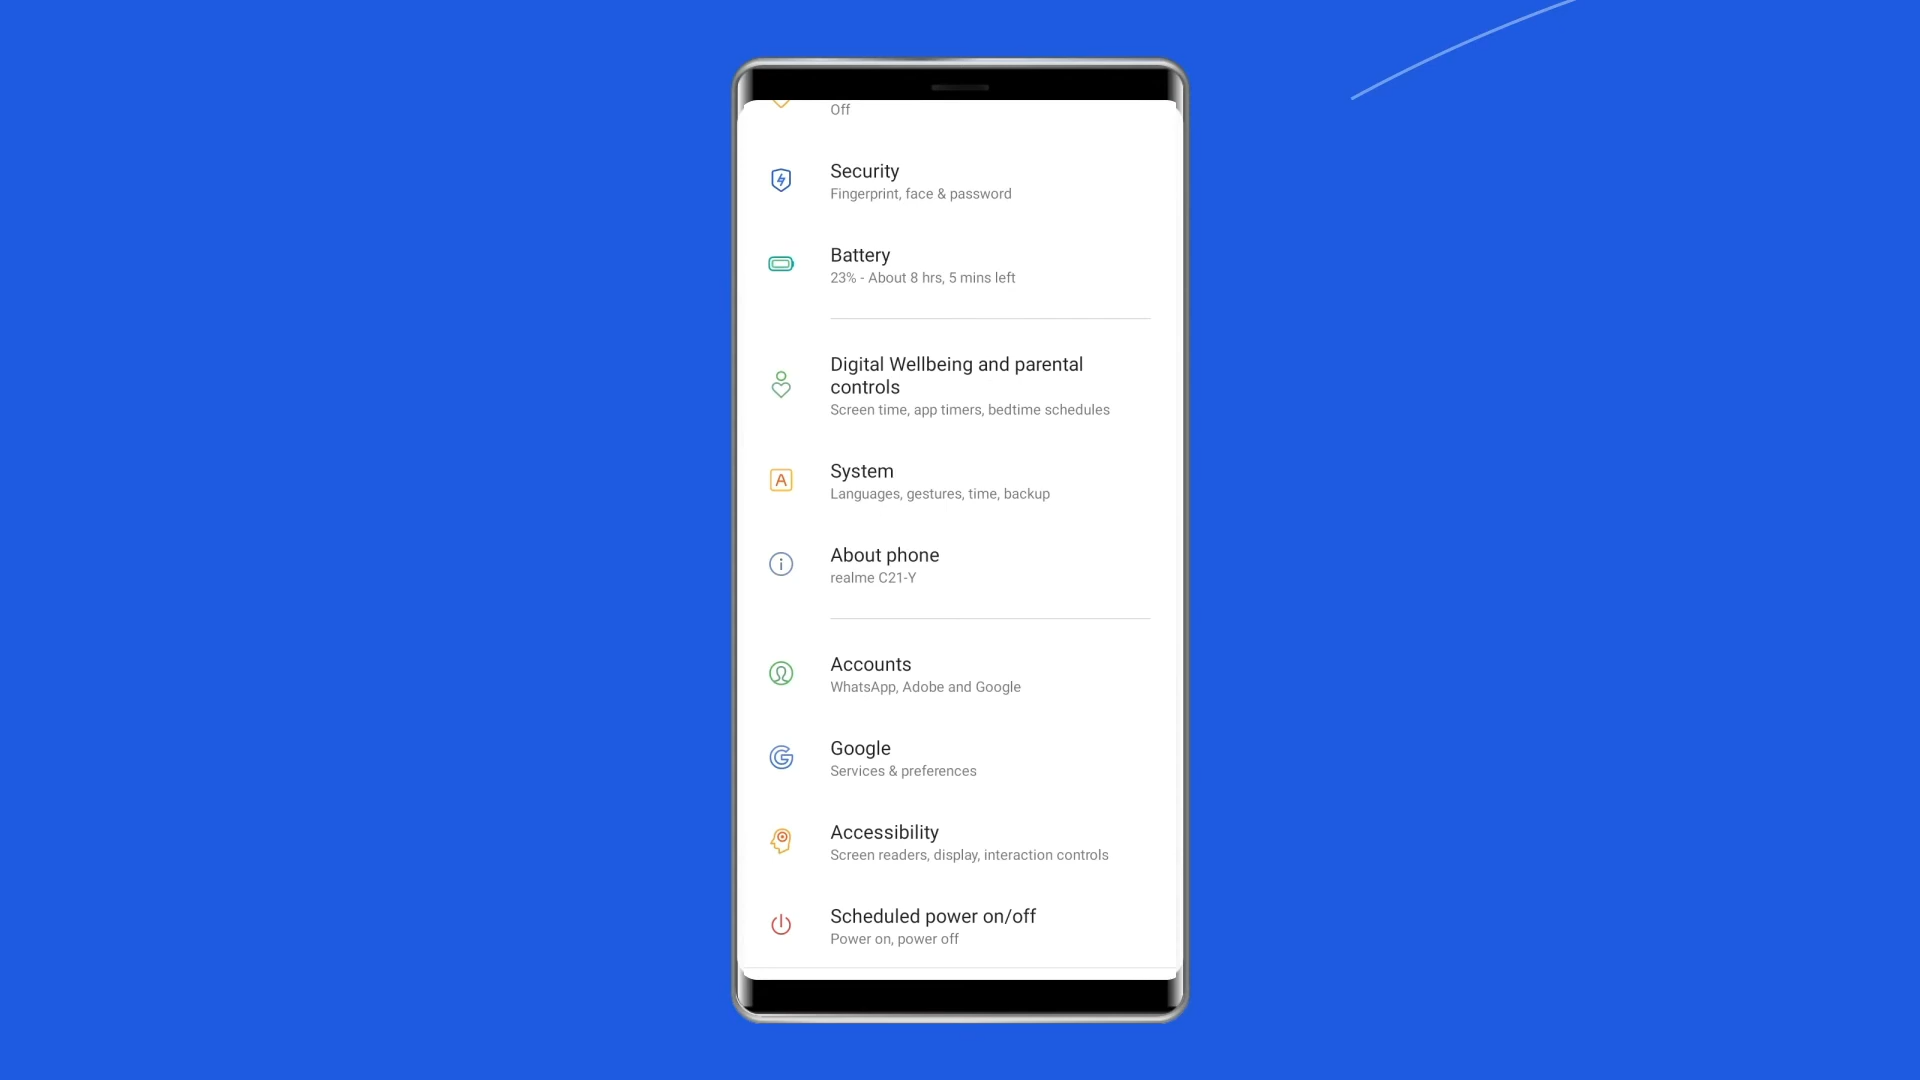 Off
Security
Fingerprint, face & password
Battery
23% - About 8 hrs, 5 mins left
Digital Wellbeing and parental
controls
Screen time, app timers, bedtime schedules
A
System
Languages, gestures, time, backup
About phone
realme C21-Y
Accounts
WhatsApp, Adobe and Google
Google
Services & preferences
Accessibility
Screen readers, display, interaction controls
Scheduled power on/off
Power on, power off